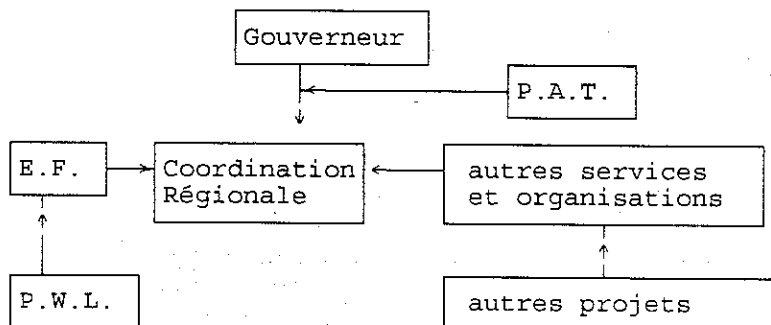 Gouverneur
P.A.T.
E.F.
Coordination
Régionale
autres services
et organisations
P.W.L.
autres projets